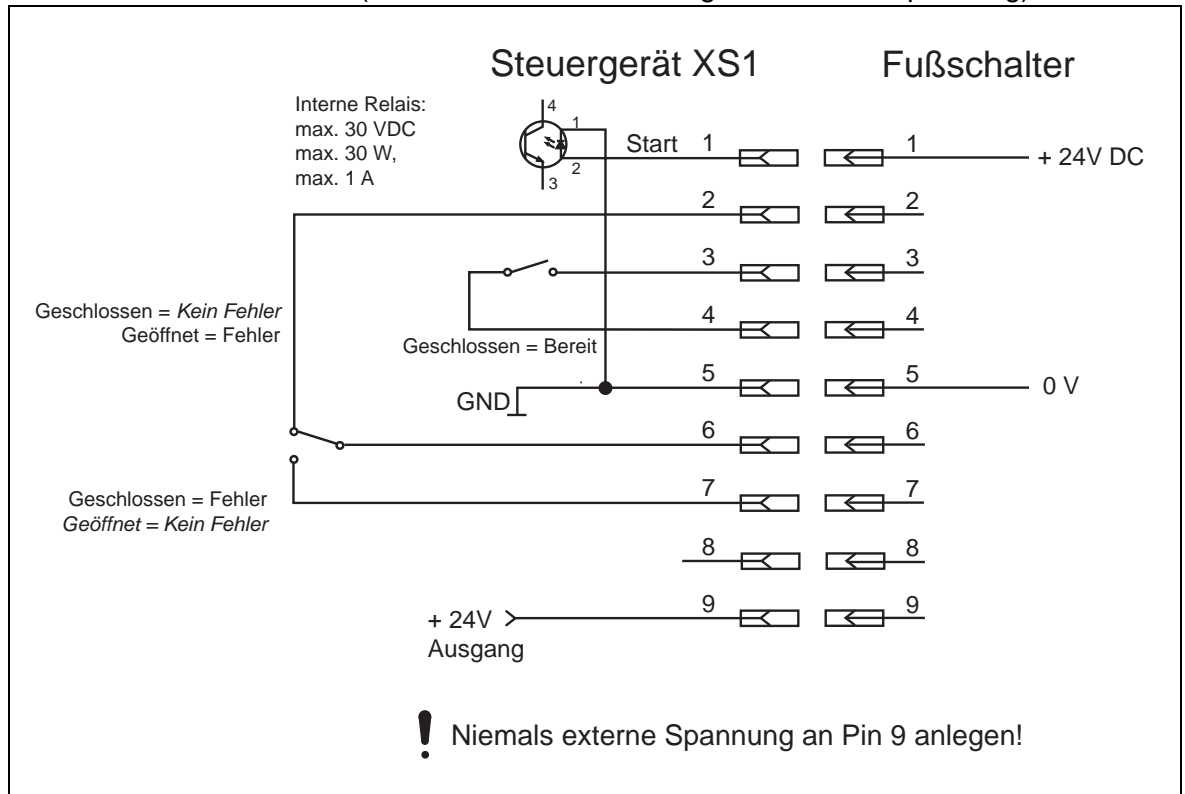 Steuergerät XS1
Fußschalter
Interne Relais:
max. 30 VDC
max. 30 W,
max. 1 A
4
1
2
3
Start
1
1
+ 24V DC
2
2
3
3
Geschlossen = Kein Fehler
Geöffnet = Fehler
4
4
Geschlossen = Bereit
5
5
0 V
GND
6
6
Geschlossen = Fehler
Geöffnet = Kein Fehler
7
7
8
8
+ 24V
Ausgang
9
9
! Niemals externe Spannung an Pin 9 anlegen!